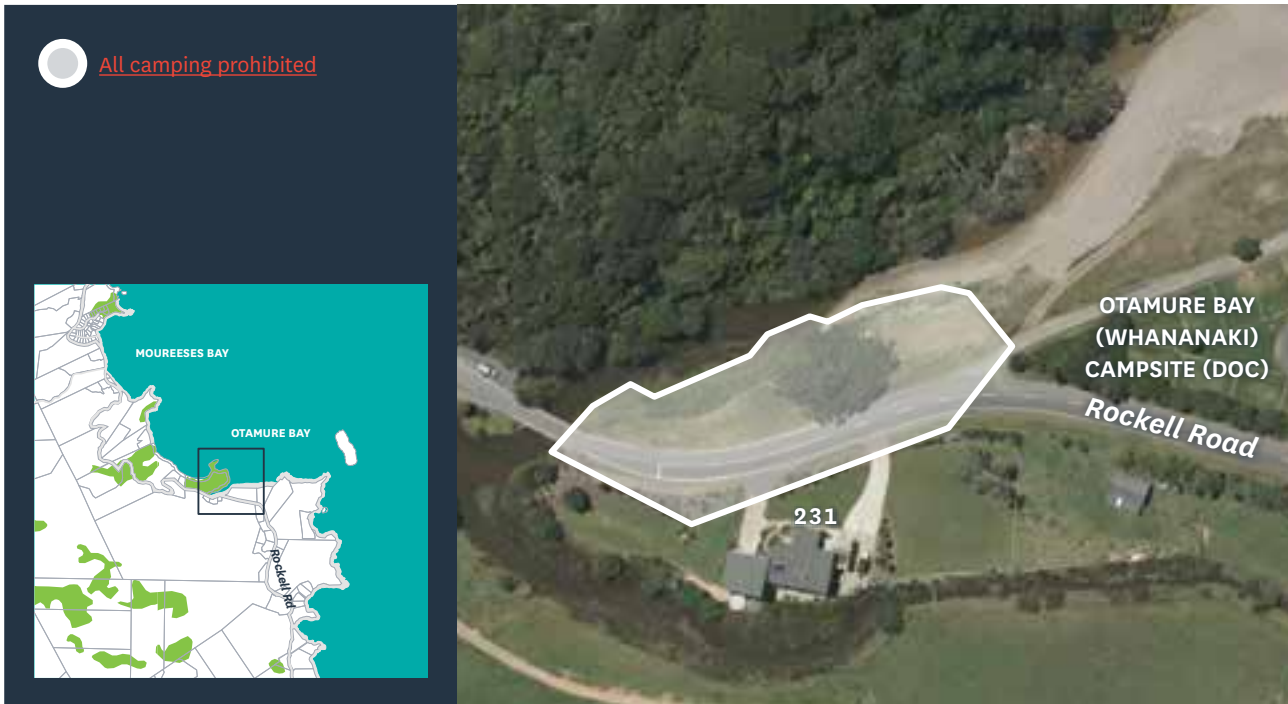 All camping prohibited
MOUREESES BAY
OTAMURE BAY
Rockell Rd
OTAMURE BAY
(WHANANAKI)
CAMPSITE (DOC)
Rockell Road
231